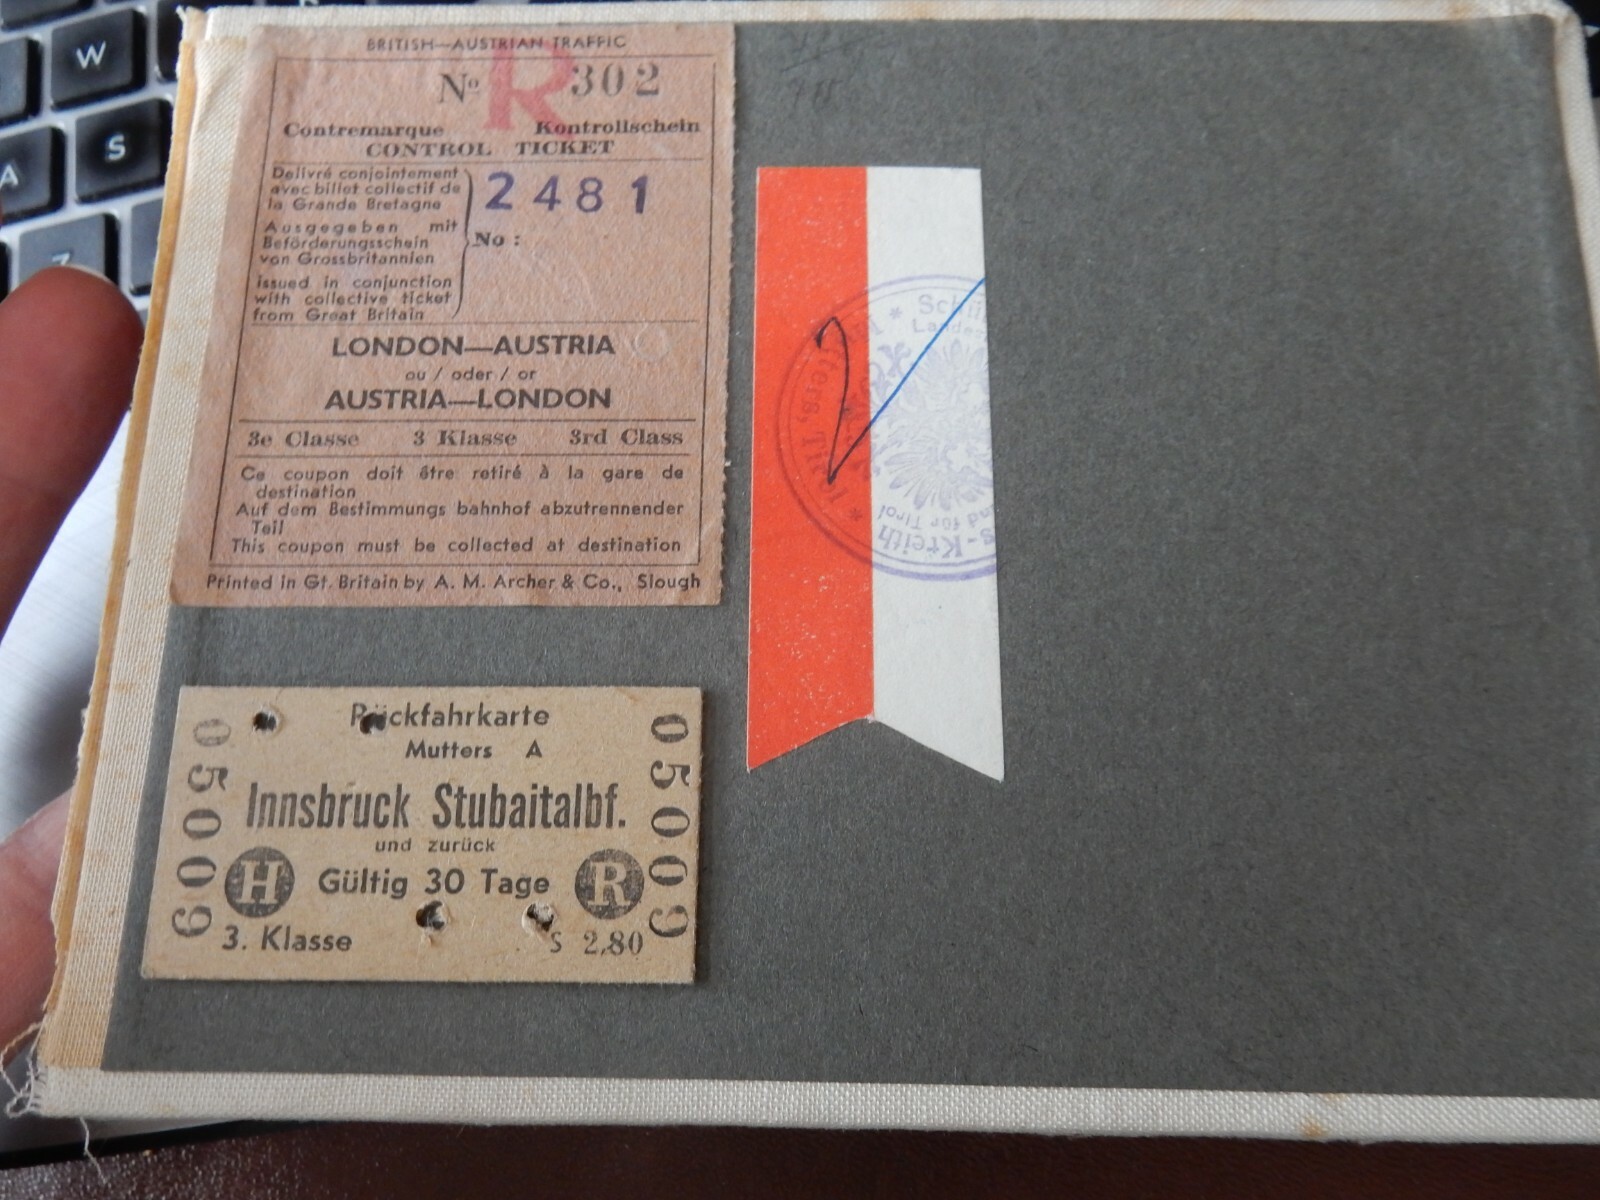 BRITISH—AUSTRIAN TRAFFIC
Nº R 302
Contremarque Kontrollschein
CONTROL TICKET
Delivré conjointement
avec billet collectif de
la Grande Bretagne
2481
Ausgegeben mit
Beförderungsschein
von Grossbritannien
No :
issued in conjunction
with collective ticket
from Great Britain
LONDON—AUSTRIA
ou / oder / or
AUSTRIA—LONDON
3e Classe 3 Klasse 3rd Class
Ce coupon doit être retiré à la gare de
destination
Auf dem Bestimmungs bahnhof abzutrennender
Teil
This coupon must be collected at destination
Printed in Gt. Britain by A. M. Archer & Co., Slough
05009
Rückfahrkarte
Mutters A
Innsbruck Stubaitalbf.
und zurück
H Gültig 30 Tage R
3. Klasse S 2,80
05009
s-Kreith
für Tirol
W
A
S
Z